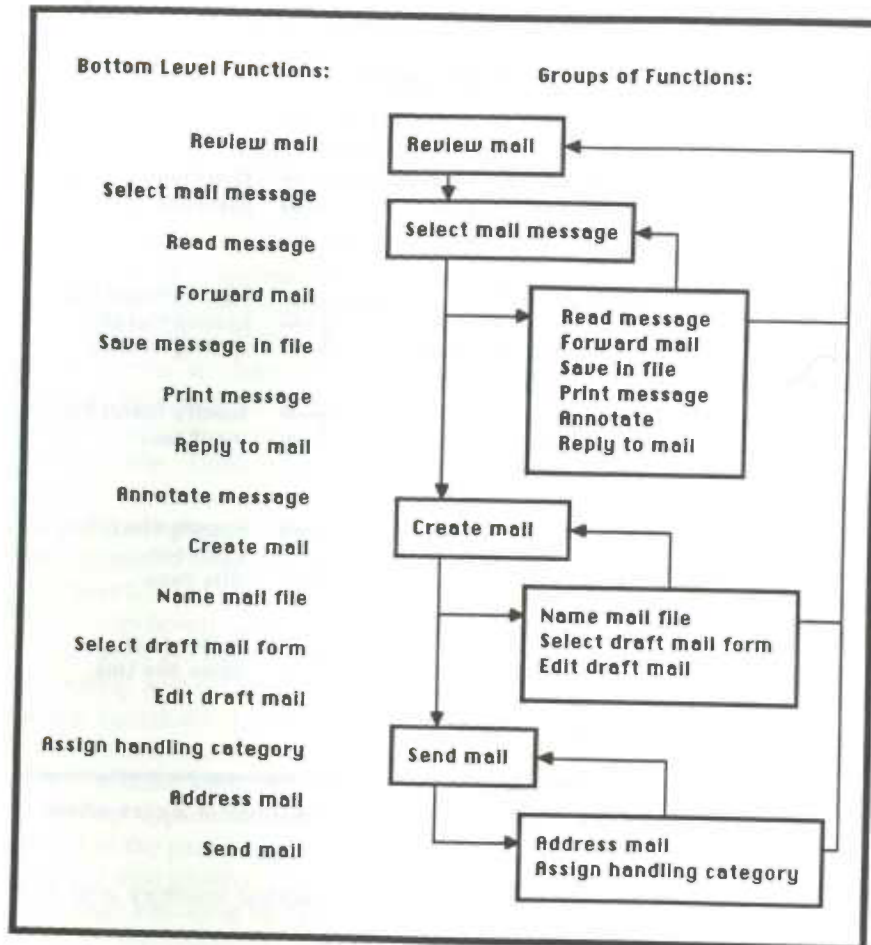 Bottom Level Functions:
Review mail
Select mail message
Read message
Forward mail
Save message in file
Print message
Reply to mail
Annotate message
Create mail
Name mail file
Select draft mail form
Edit draft mail
Assign handling category
Address mail
Send mail
Groups of Functions:
Review mail
Select mail message
Read message
Forward mail
Save in file
Print message
Annotate
Reply to mail
Create mail
Name mail file
Select draft mail form
Edit draft mail
Send mail
Address mail
Assign handling category